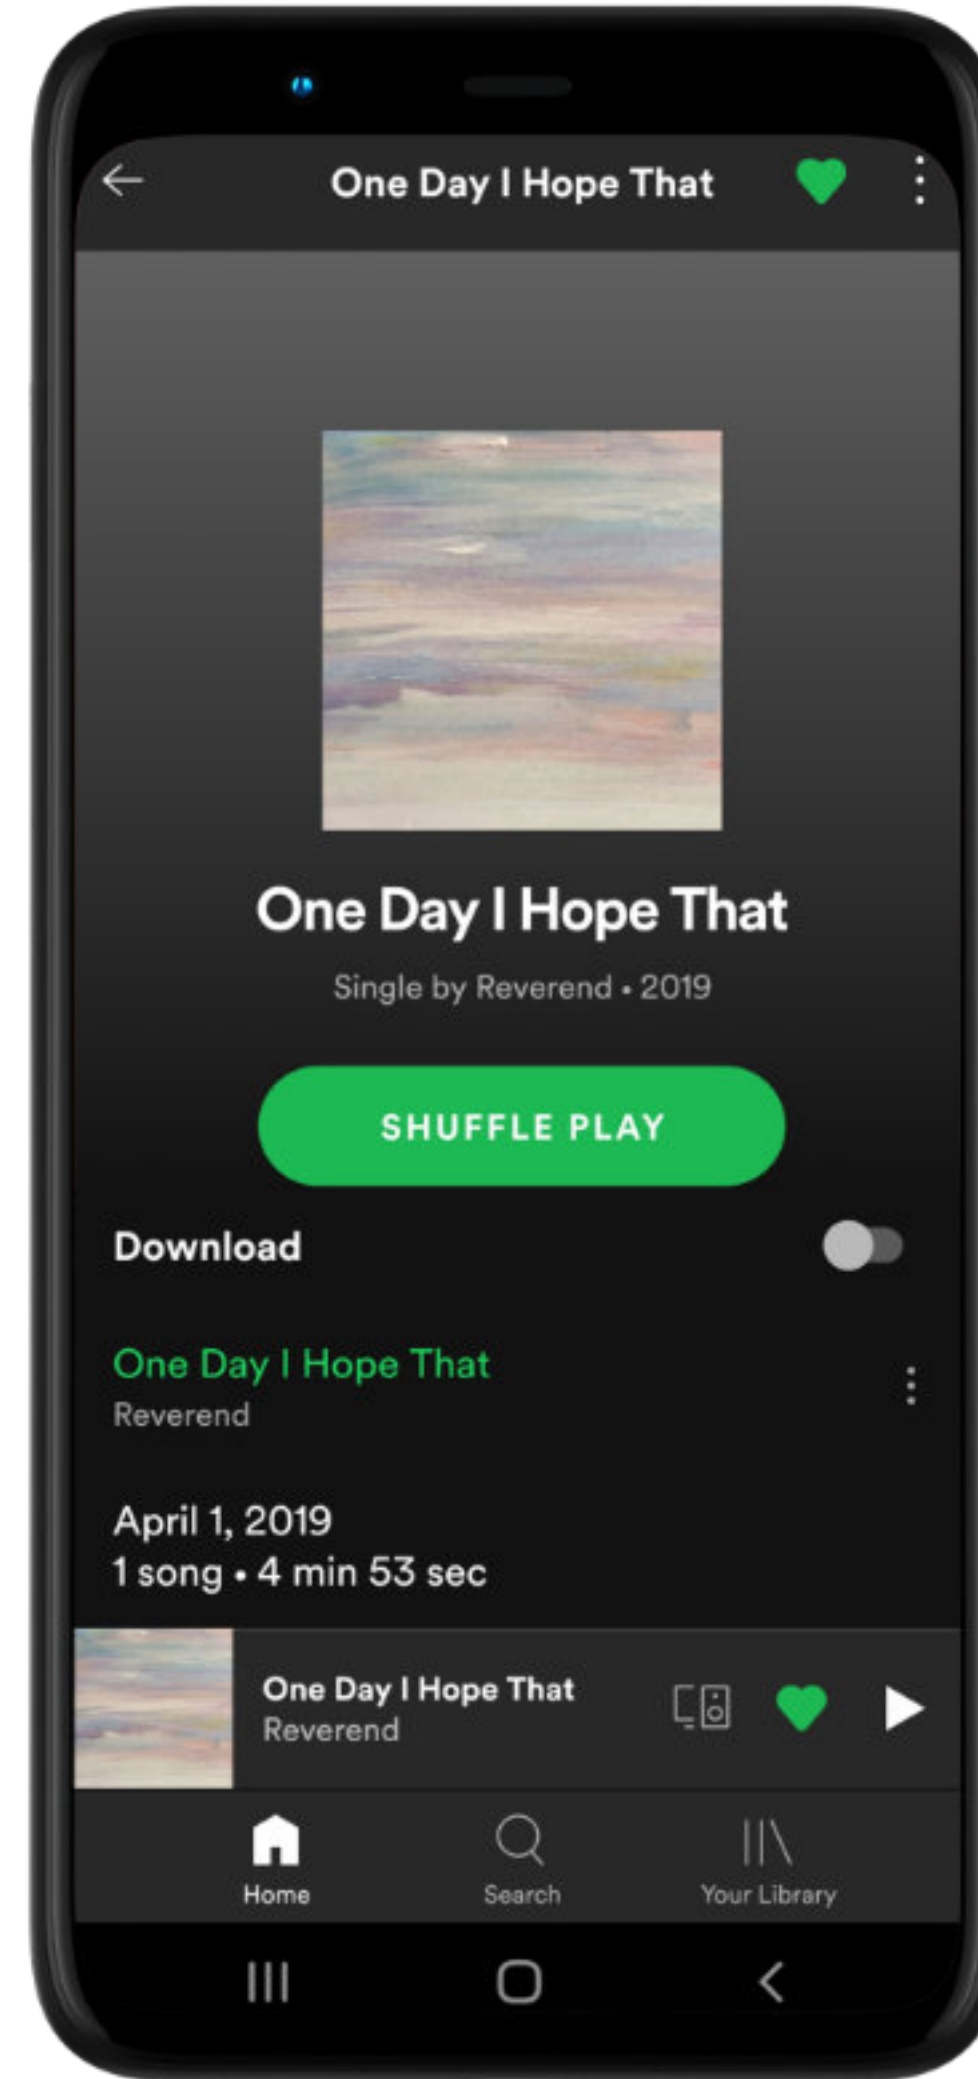 One Day I Hope That
One Day I Hope That
Single by Reverend • 2019
SHUFFLE PLAY
Download
One Day I Hope That
Reverend
April 1, 2019
1 song • 4 min 53 sec
One Day I Hope That
Reverend
Home
Search
Your Library